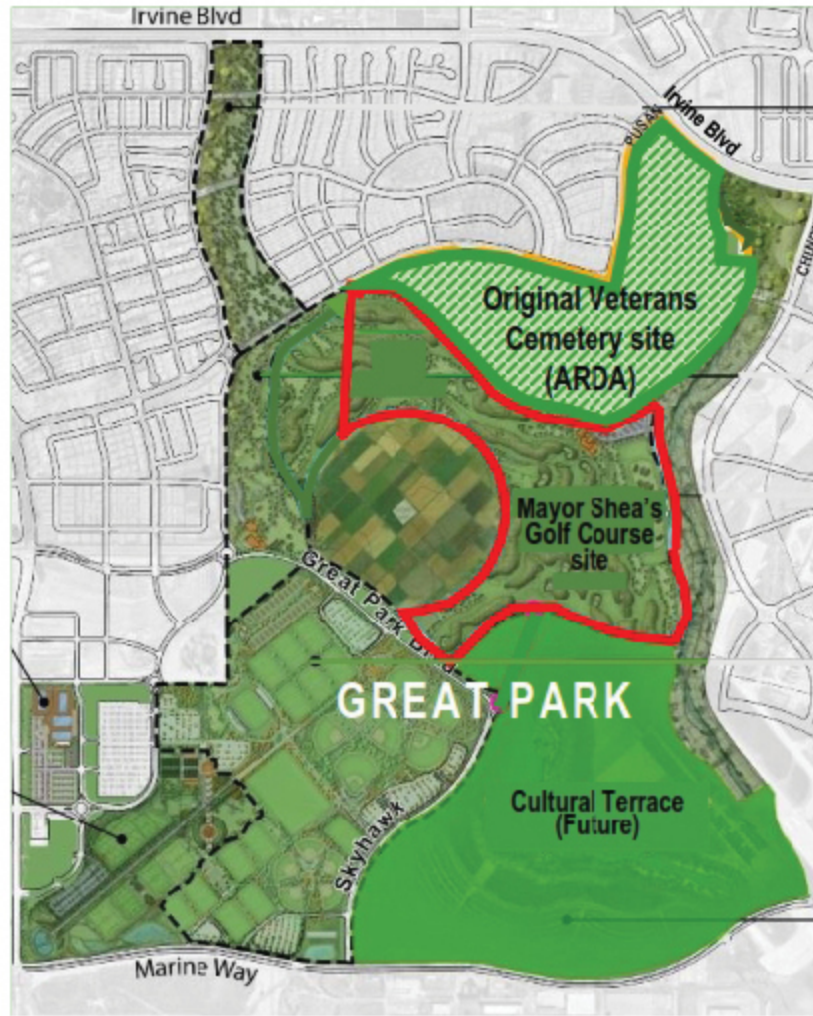 Irvine Blvd
Irvine Blvd
RUSAN
Original Veterans
Cemetery site
(ARDA)
Mayor Shea's
Golf Course
site
Great Park Blvd
GREAT PARK
Cultural Terrace
(Future)
Skyhawk
Marine Way